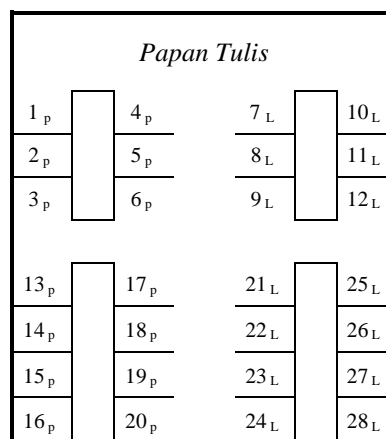 Papan Tulis
1 p 4 p 7 L 10 L
2 p 5 p 8 L 11 L
3 p 6 p 9 L 12 L
13 p 17 p 21 L 25 L
14 p 18 p 22 L 26 L
15 p 19 p 23 L 27 L
16 p 20 p 24 L 28 L